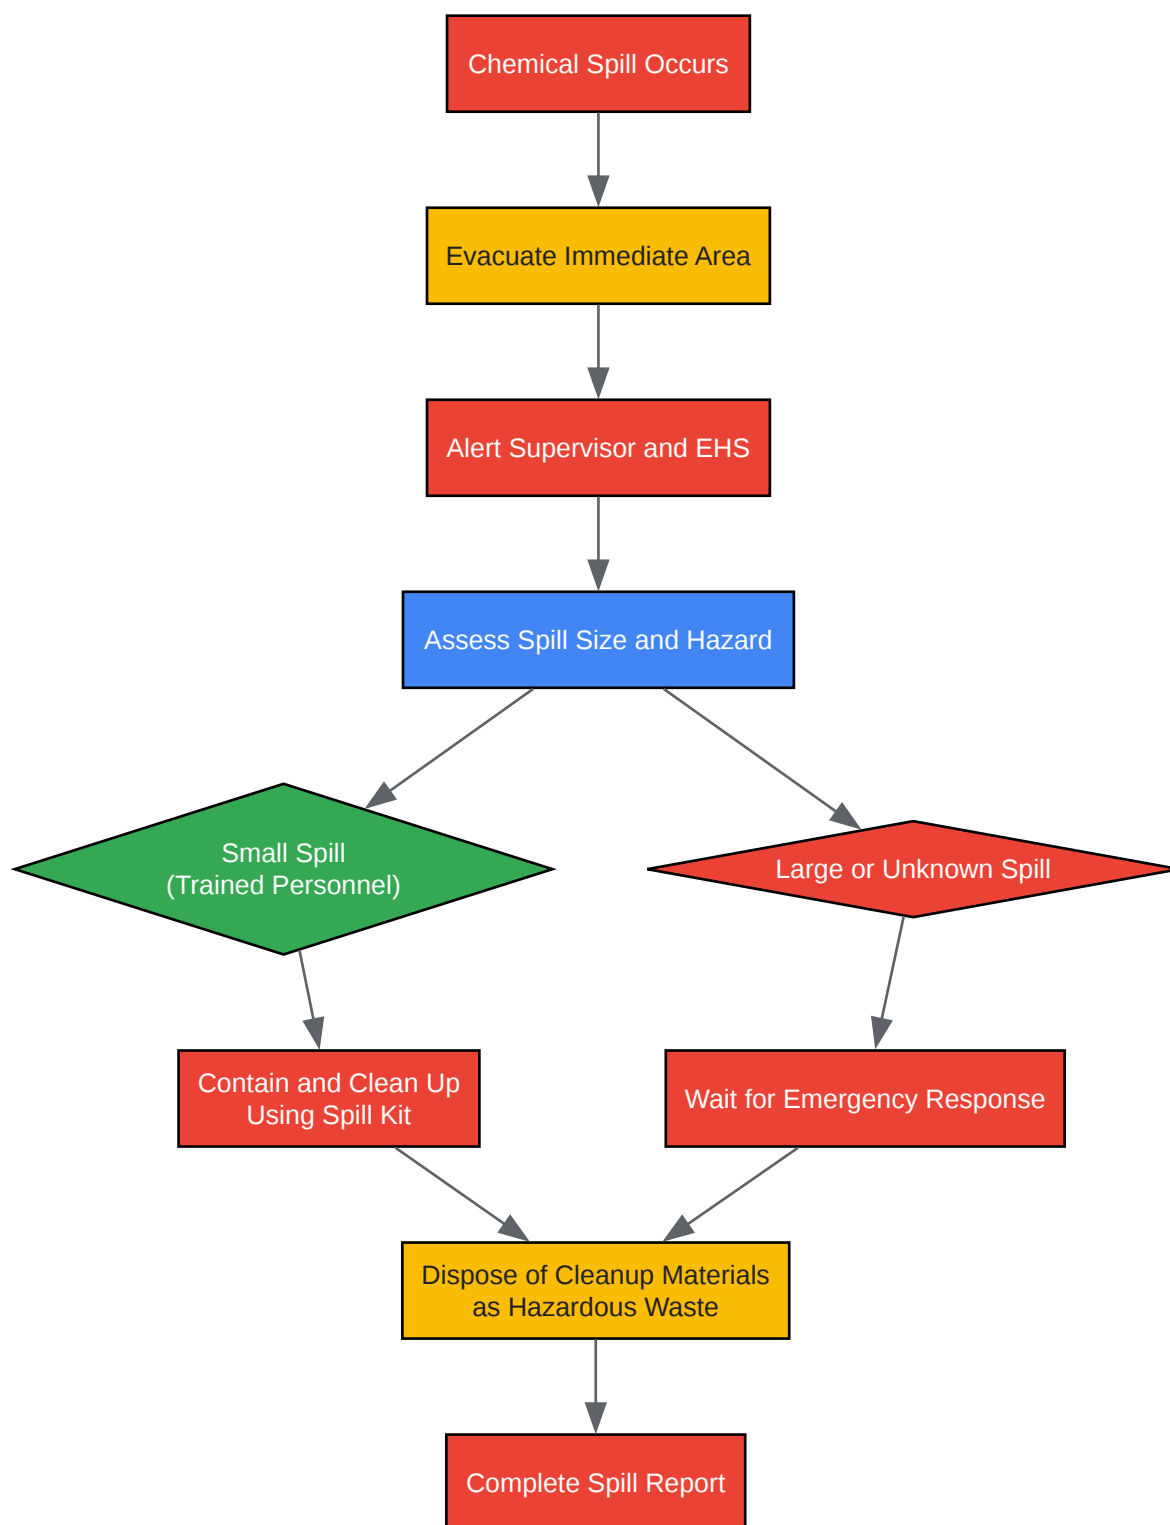 Chemical Spill Occurs
Evacuate Immediate Area
Alert Supervisor and EHS
Assess Spill Size and Hazard
Small Spill
(Trained Personnel)
Large or Unknown Spill
Contain and Clean Up
Using Spill Kit
Wait for Emergency Response
Dispose of Cleanup Materials
as Hazardous Waste
Complete Spill Report